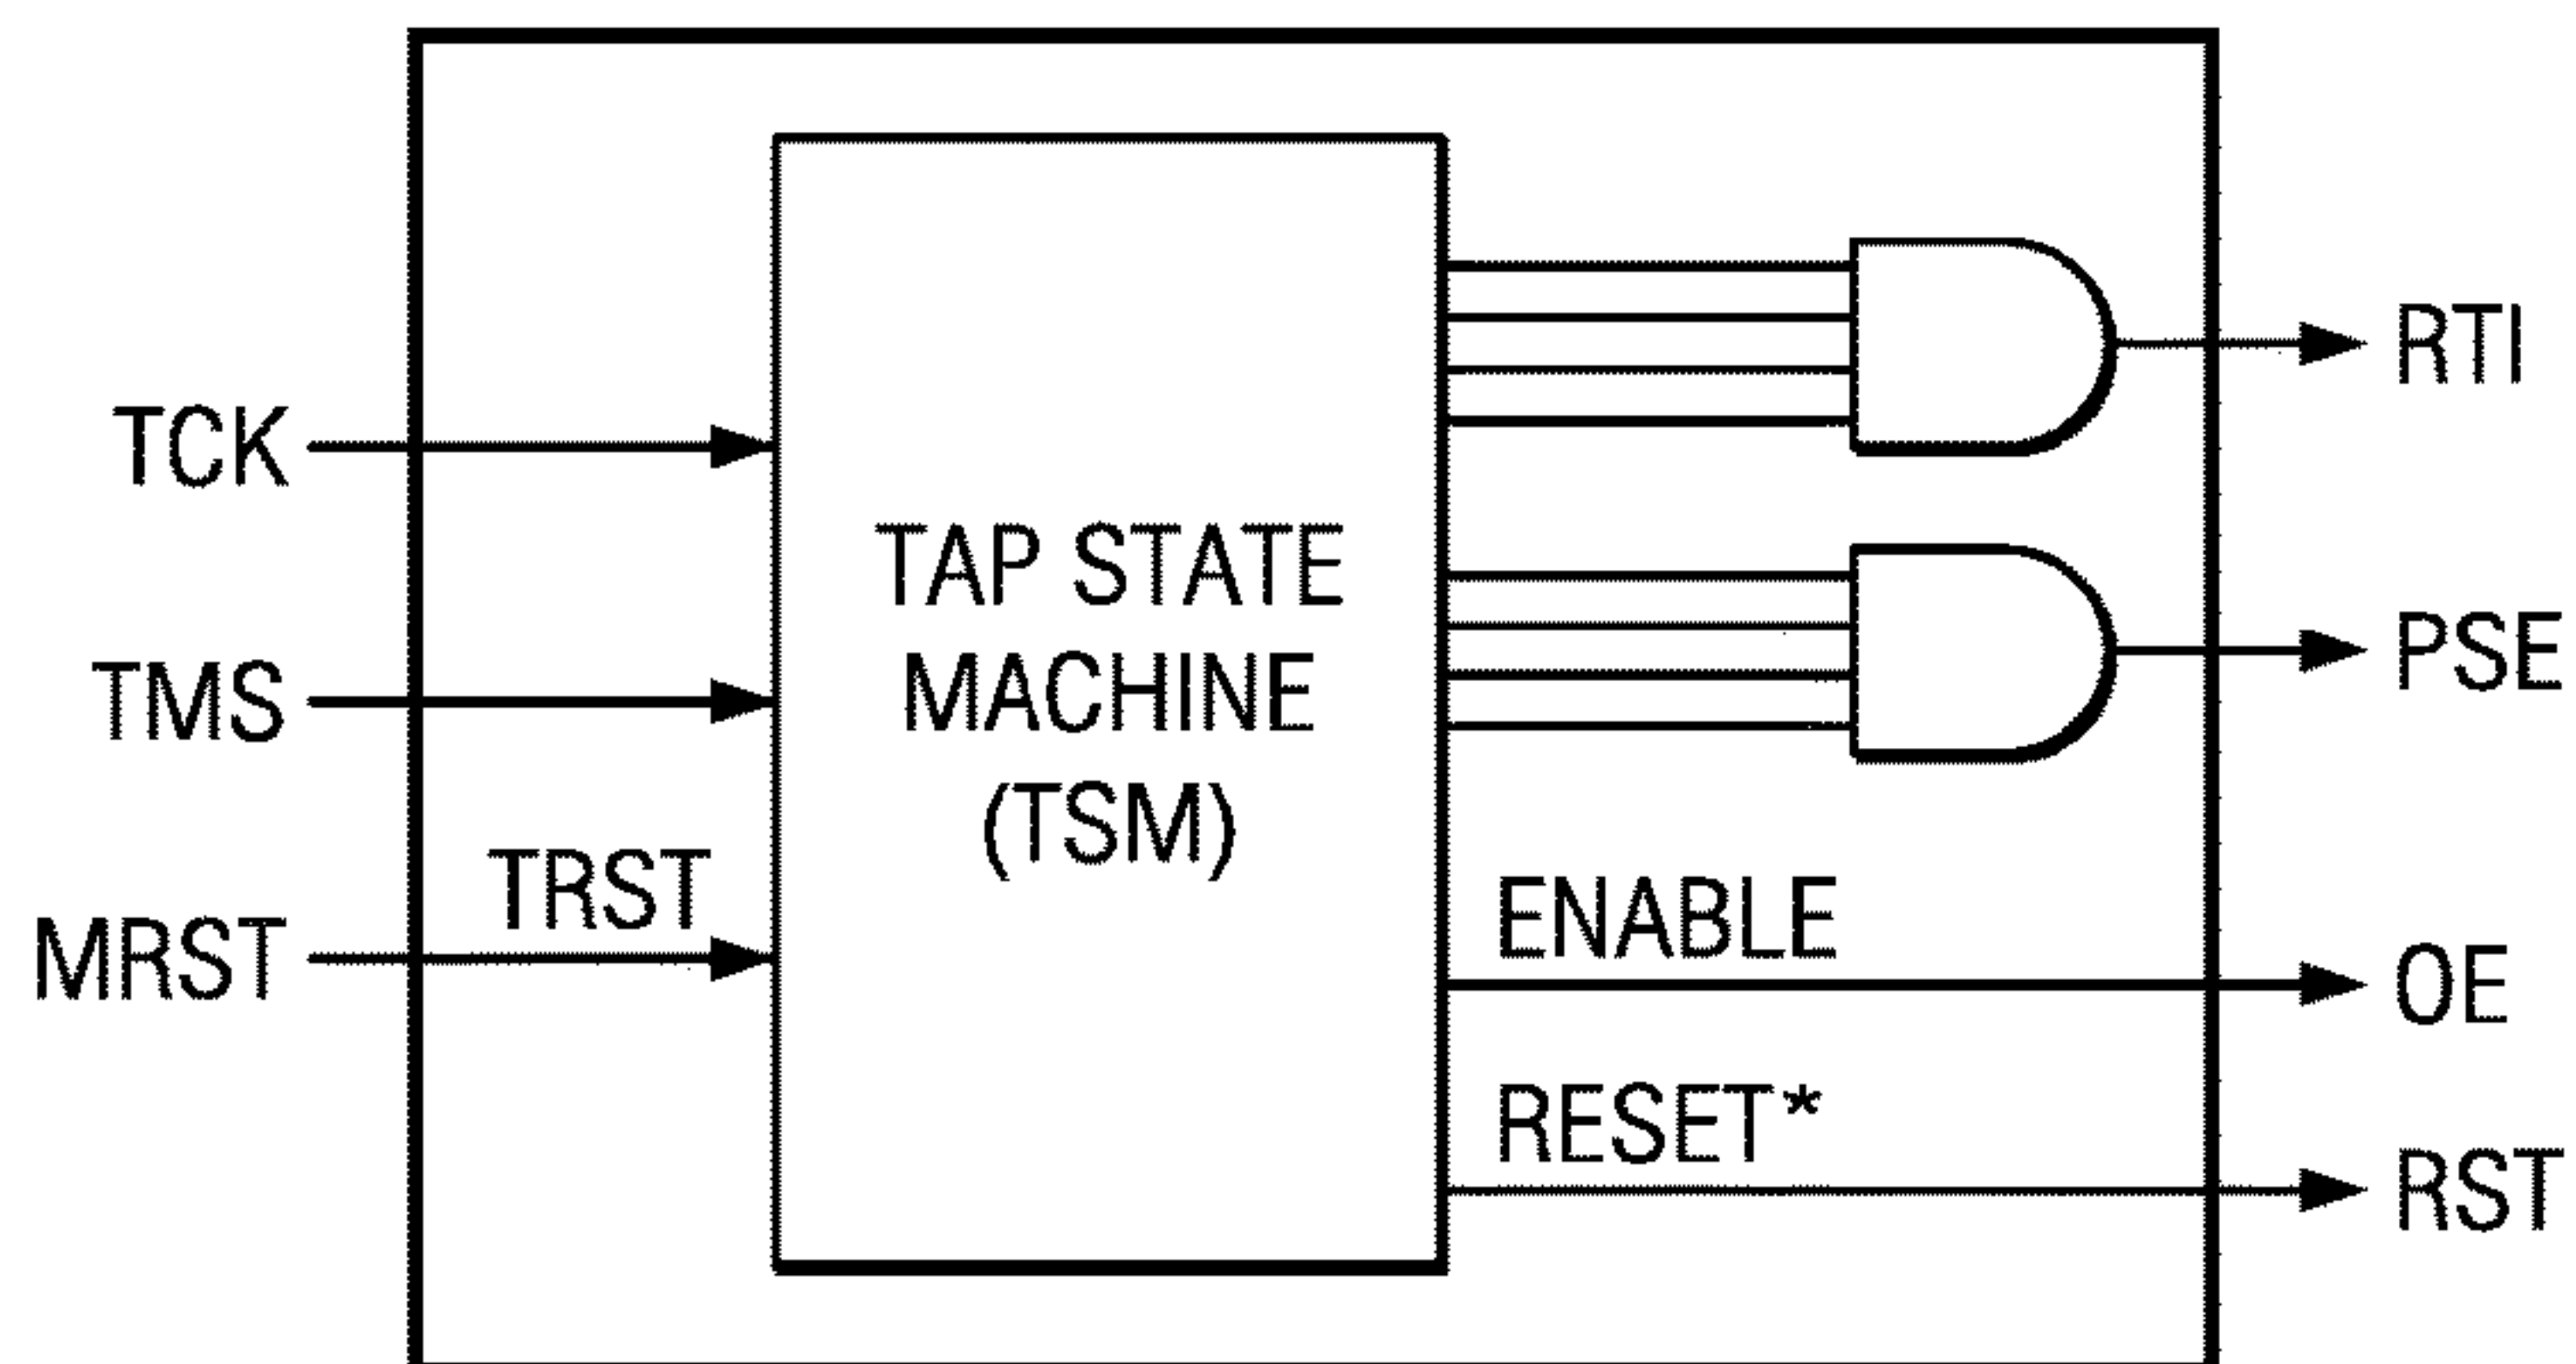 TCK
TMS
MRST
TRST
TAP STATE
MACHINE
(TSM)
ENABLE
RESET*
RTI
PSE
OE
RST